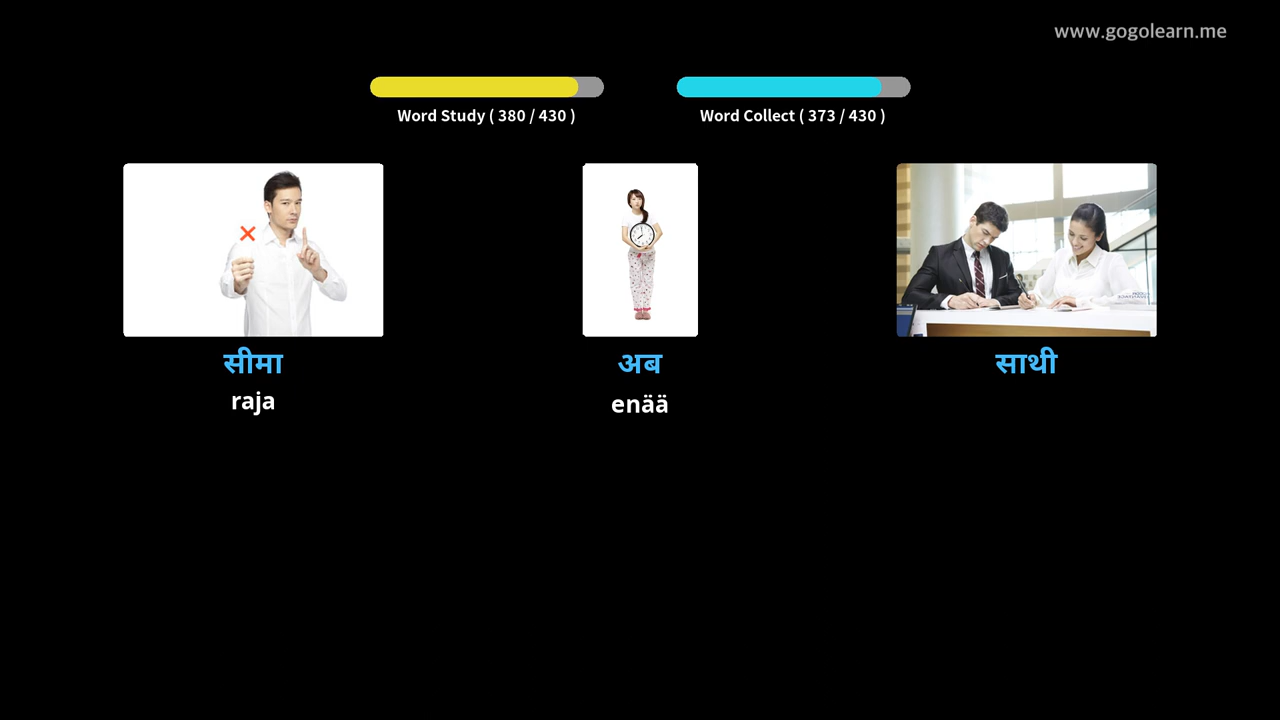 www.gogolearn.me
Word Study ( 380 / 430 )
Word Collect ( 373 / 430 )
सीमा
raja
अब
enää
साथी